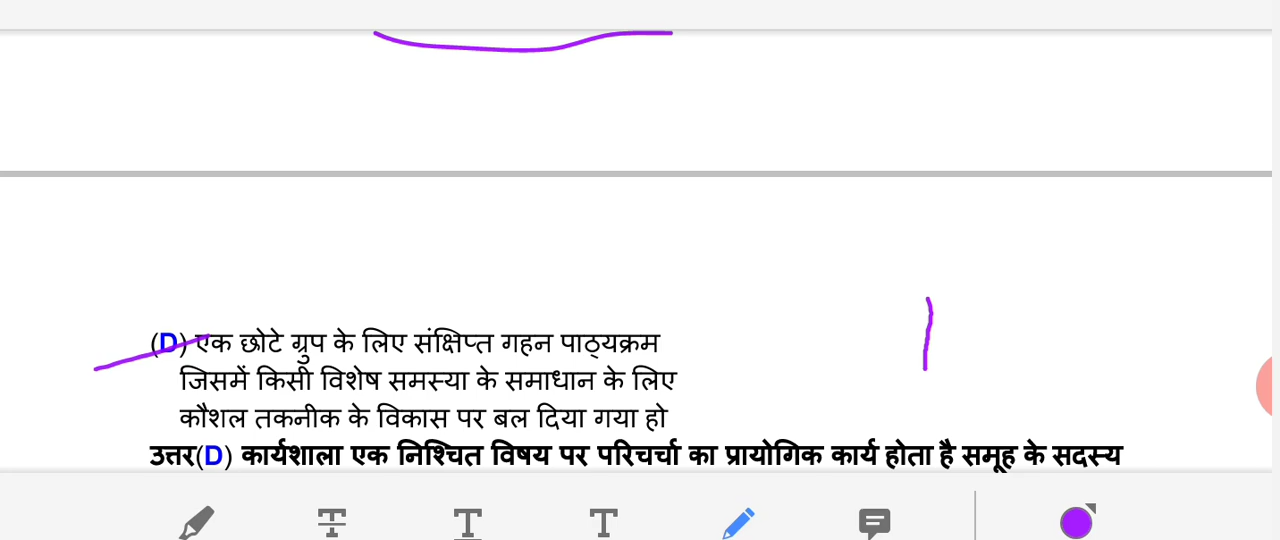 (D) एक छोटे ग्रुप के लिए संक्षिप्त गहन पाठ्यक्रम
जिसमें किसी विशेष समस्या के समाधान के लिए
कौशल तकनीक के विकास पर बल दिया गया हो
उत्तर(D) कार्यशाला एक निश्चित विषय पर परिचर्चा का प्रायोगिक कार्य होता है समूह के सदस्य